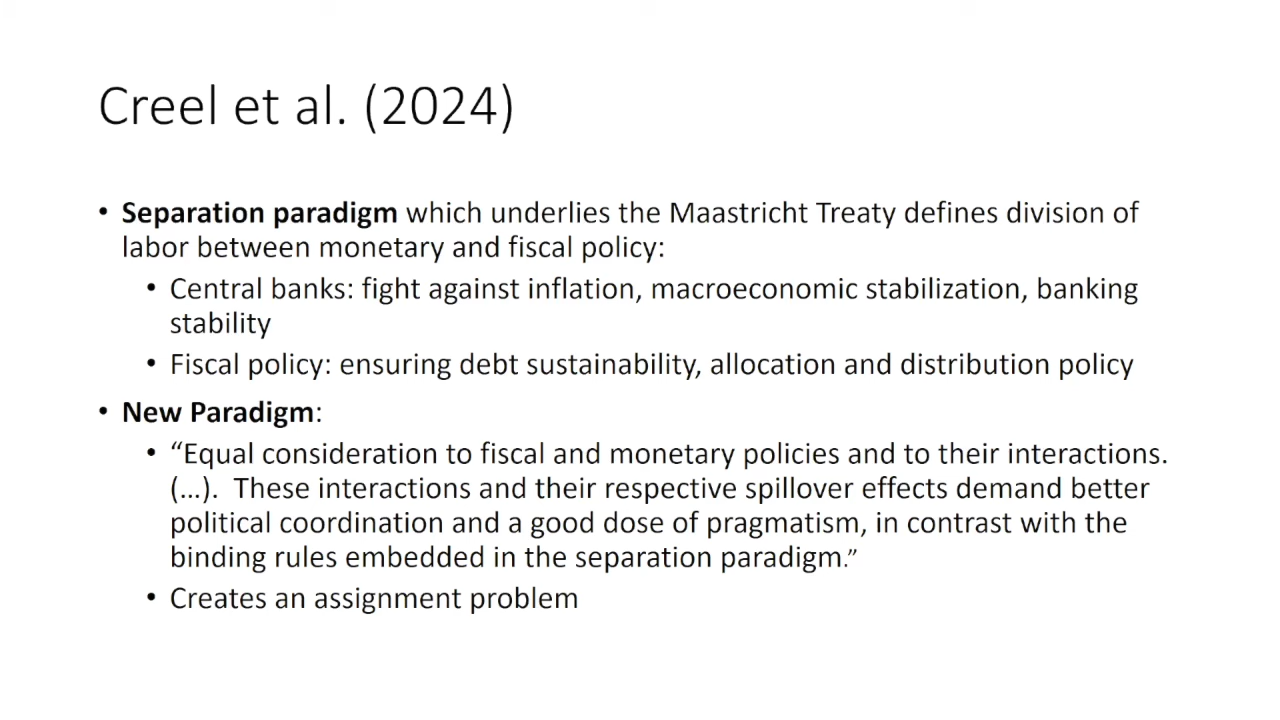 Creel et al. (2024)
• Separation paradigm which underlies the Maastricht Treaty defines division of
labor between monetary and fiscal policy:
• Central banks: fight against inflation, macroeconomic stabilization, banking
stability
• Fiscal policy: ensuring debt sustainability, allocation and distribution policy
• New Paradigm:
• “Equal consideration to fiscal and monetary policies and to their interactions.
(…).  These interactions and their respective spillover effects demand better
political coordination and a good dose of pragmatism, in contrast with the
binding rules embedded in the separation paradigm.”
• Creates an assignment problem